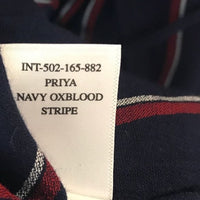 INT-502-165-882
PRIYA
NAVY OXBLOOD
STRIPE